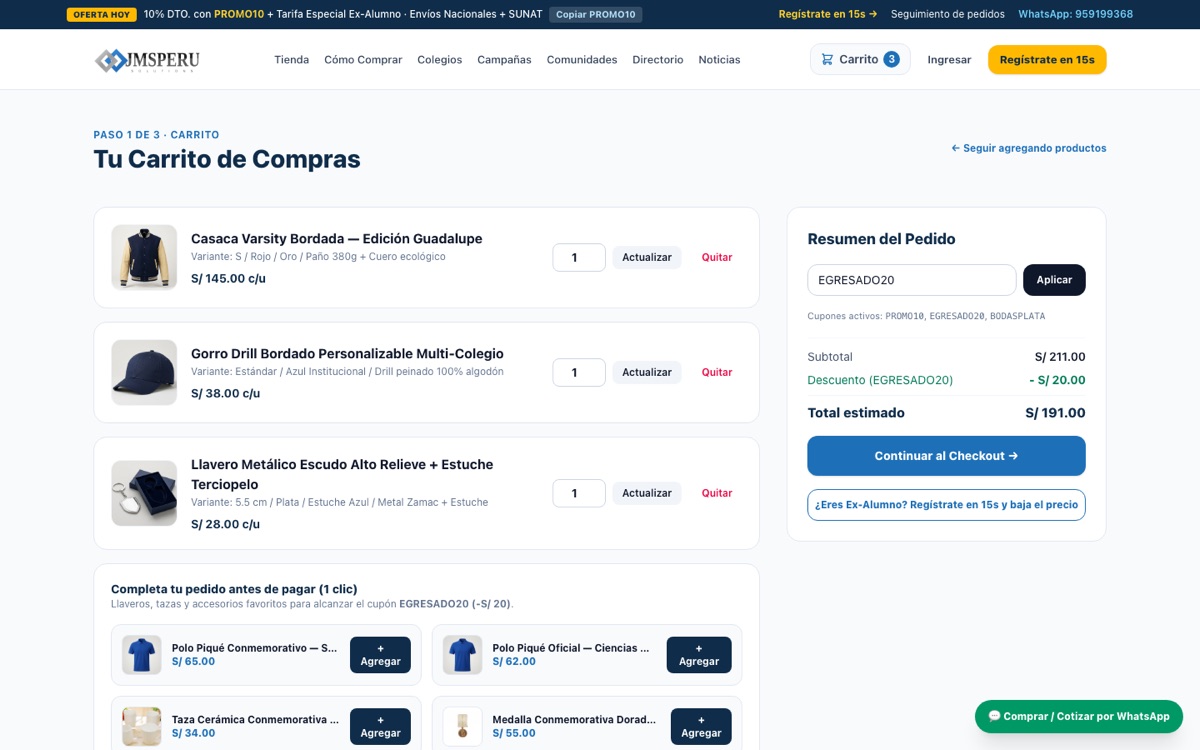 OFERTA HOY 10% DTO. con PROMO10 + Tarifa Especial Ex-Alumno · Envíos Nacionales + SUNAT Copiar PROMO10 Regístrate en 15s → Seguimiento de pedidos WhatsApp: 959199368
JMSPERU
SOLUTIONS
Tienda Cómo Comprar Colegios Campañas Comunidades Directorio Noticias Carrito 3 Ingresar Regístrate en 15s
PASO 1 DE 3 · CARRITO
Tu Carrito de Compras
← Seguir agregando productos
Casaca Varsity Bordada — Edición Guadalupe
Variante: S / Rojo / Oro / Paño 380g + Cuero ecológico
S/ 145.00 c/u
1 Actualizar Quitar
Gorro Drill Bordado Personalizable Multi-Colegio
Variante: Estándar / Azul Institucional / Drill peinado 100% algodón
S/ 38.00 c/u
1 Actualizar Quitar
Llavero Metálico Escudo Alto Relieve + Estuche
Terciopelo
Variante: 5.5 cm / Plata / Estuche Azul / Metal Zamac + Estuche
S/ 28.00 c/u
1 Actualizar Quitar
Completa tu pedido antes de pagar (1 clic)
Llaveros, tazas y accesorios favoritos para alcanzar el cupón EGRESADO20 (-S/ 20).
Polo Piqué Conmemorativo — S...
S/ 65.00
+
Agregar
Polo Piqué Oficial — Ciencias ...
S/ 62.00
+
Agregar
Taza Cerámica Conmemorativa ...
S/ 34.00
+
Agregar
Medalla Conmemorativa Dorad...
S/ 55.00
+
Agregar
Resumen del Pedido
EGRESADO20 Aplicar
Cupones activos: PROMO10, EGRESADO20, BODASPLATA
Subtotal S/ 211.00
Descuento (EGRESADO20) - S/ 20.00
Total estimado S/ 191.00
Continuar al Checkout →
¿Eres Ex-Alumno? Regístrate en 15s y baja el precio
💬 Comprar / Cotizar por WhatsApp